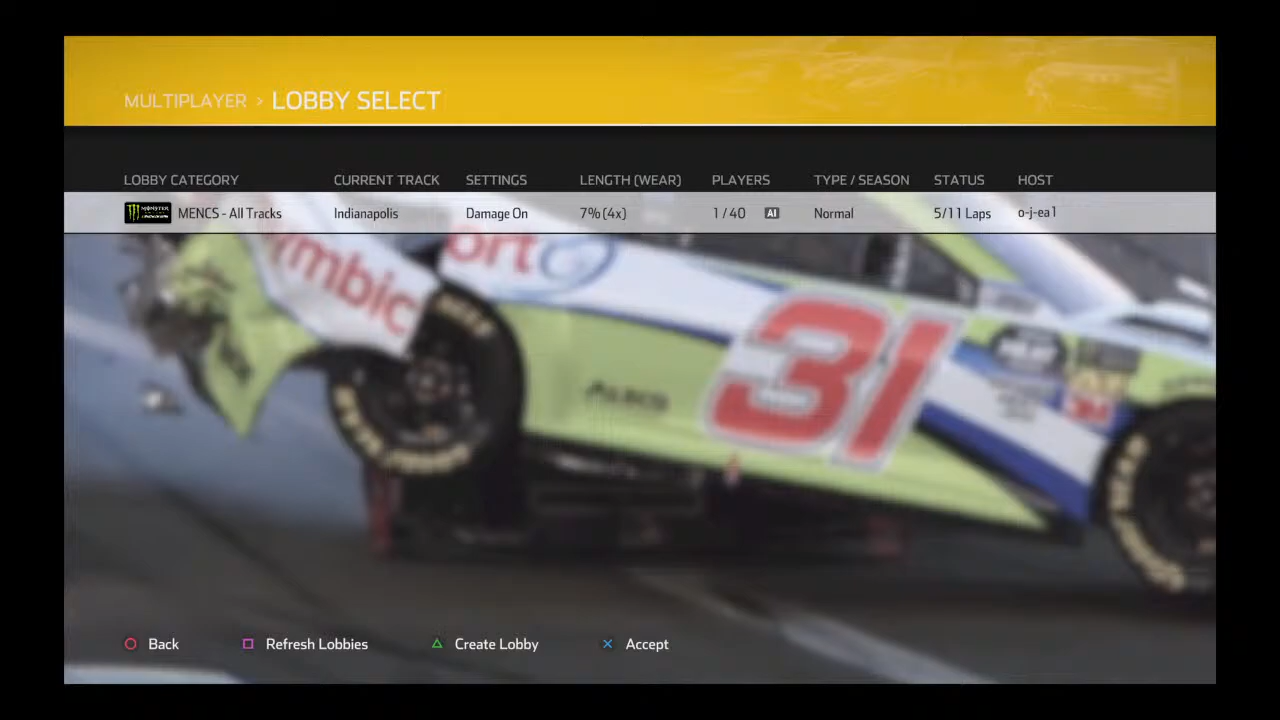 MULTIPLAYER > LOBBY SELECT
LOBBY CATEGORY CURRENT TRACK SETTINGS LENGTH (WEAR) PLAYERS TYPE / SEASON STATUS HOST
MONSTER MENCS - All Tracks Indianapolis Damage On 7% (4x) 1 / 40 AI Normal 5/11 Laps o-j-ea1
31
Back Refresh Lobbies Create Lobby Accept